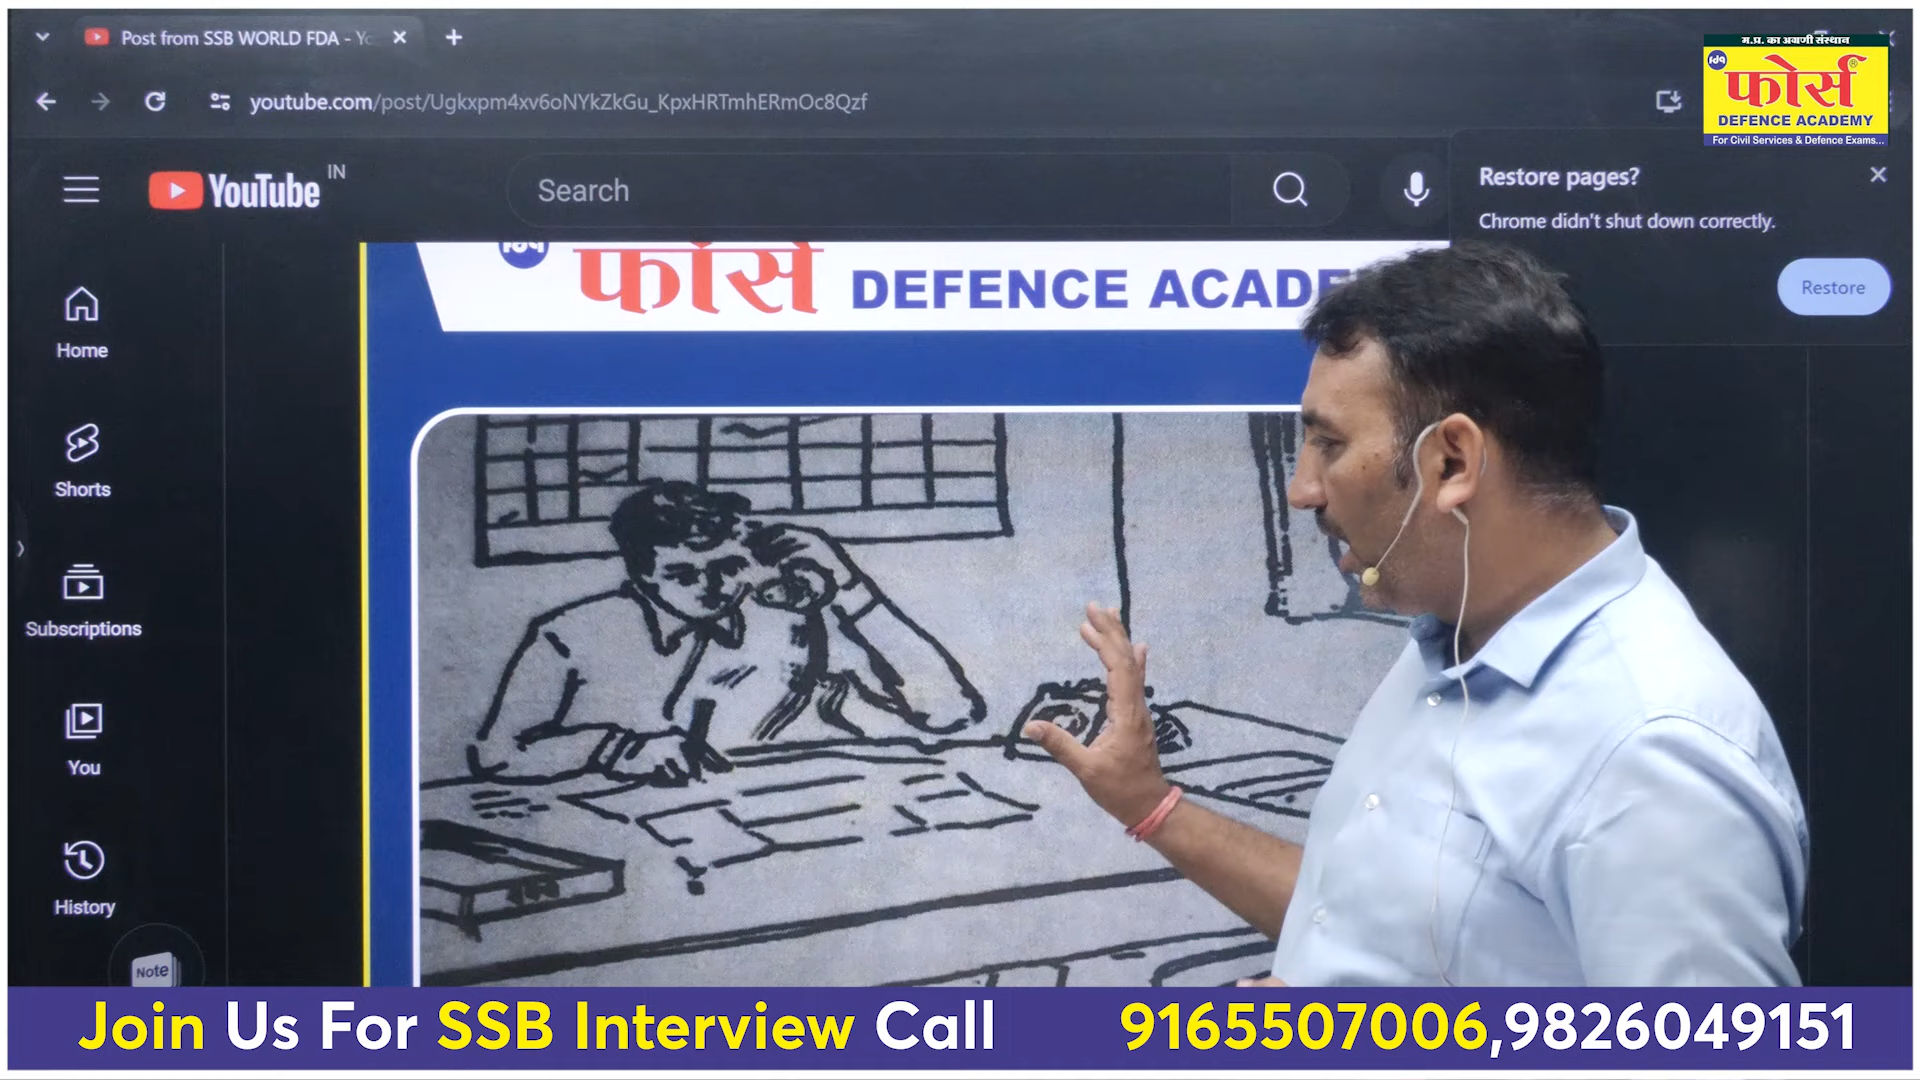 Post from SSB WORLD FDA - Yo
youtube.com/post/Ugkxpm4xv6oNYkZkGu_KpxHRTmhERmOc8Qzf
म.प्र. का अग्रणी संस्थान
fda
फोर्स®
DEFENCE ACADEMY
For Civil Services & Defence Exams...
YouTube IN
Search
Restore pages?
Chrome didn't shut down correctly.
Restore
Home
Shorts
Subscriptions
You
History
Note
fda फोर्स DEFENCE ACADE
Join Us For SSB Interview Call 9165507006,9826049151